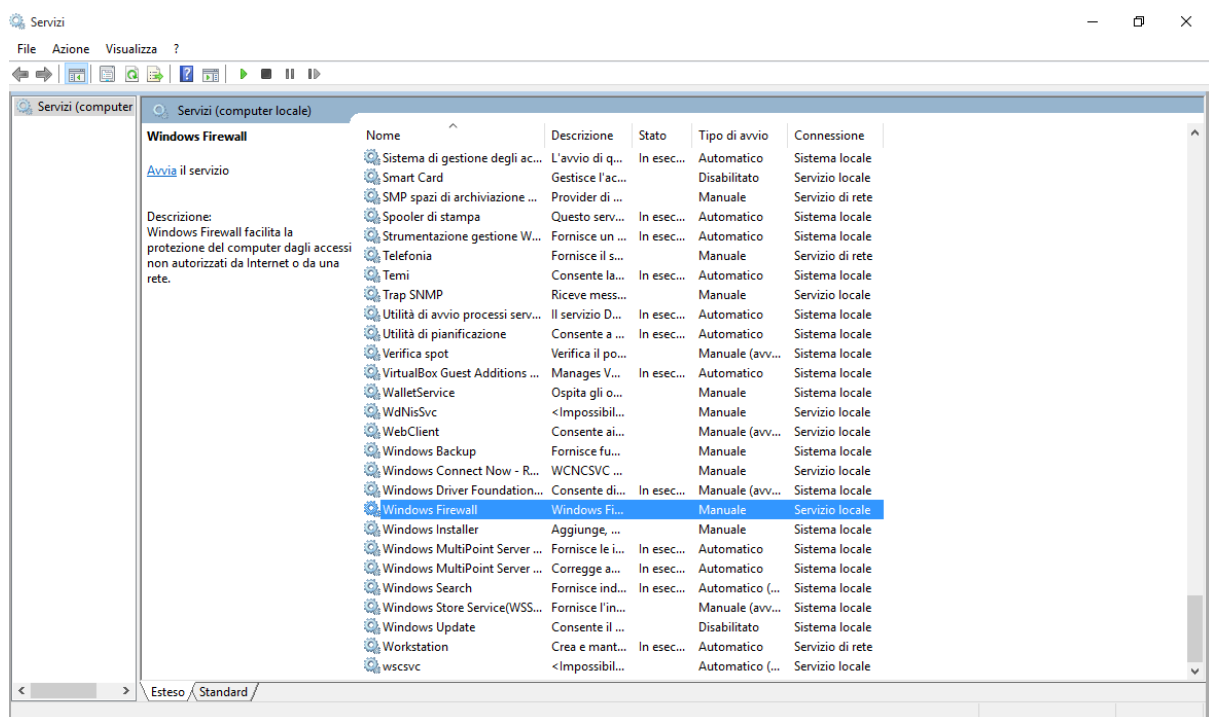 Servizi
File Azione Visualizza ?
Servizi (computer
Servizi (computer locale)
Windows Firewall
Avvia il servizio
Descrizione:
Windows Firewall facilita la
protezione del computer dagli accessi
non autorizzati da Internet o da una
rete.
Nome Descrizione Stato Tipo di avvio Connessione
Sistema di gestione degli ac... L'avvio di q... In esec... Automatico Sistema locale
Smart Card Gestisce l'ac... Disabilitato Servizio locale
SMP spazi di archiviazione ... Provider di ... Manuale Servizio di rete
Spooler di stampa Questo serv... In esec... Automatico Sistema locale
Strumentazione gestione W... Fornisce un ... In esec... Automatico Sistema locale
Telefonia Fornisce il s... Manuale Servizio di rete
Temi Consente la... In esec... Automatico Sistema locale
Trap SNMP Riceve mess... Manuale Servizio locale
Utilità di avvio processi serv... Il servizio D... In esec... Automatico Sistema locale
Utilità di pianificazione Consente a ... In esec... Automatico Sistema locale
Verifica spot Verifica il po... Manuale (avv... Sistema locale
VirtualBox Guest Additions ... Manages V... In esec... Automatico Sistema locale
WalletService Ospita gli o... Manuale Sistema locale
WdNisSvc <Impossibil... Manuale Servizio locale
WebClient Consente ai... Manuale (avv... Servizio locale
Windows Backup Fornisce fu... Manuale Sistema locale
Windows Connect Now - R... WCNCSVC ... Manuale Servizio locale
Windows Driver Foundation... Consente di... In esec... Manuale (avv... Sistema locale
Windows Firewall Windows Fi... Manuale Servizio locale
Windows Installer Aggiunge, ... Manuale Sistema locale
Windows MultiPoint Server ... Fornisce le i... In esec... Automatico Sistema locale
Windows MultiPoint Server ... Corregge a... In esec... Automatico Sistema locale
Windows Search Fornisce ind... In esec... Automatico (... Sistema locale
Windows Store Service(WSS... Fornisce l'in... Manuale (avv... Sistema locale
Windows Update Consente il ... Disabilitato Sistema locale
Workstation Crea e mant... In esec... Automatico Servizio di rete
wscsvc <Impossibil... Automatico (... Servizio locale
Esteso Standard